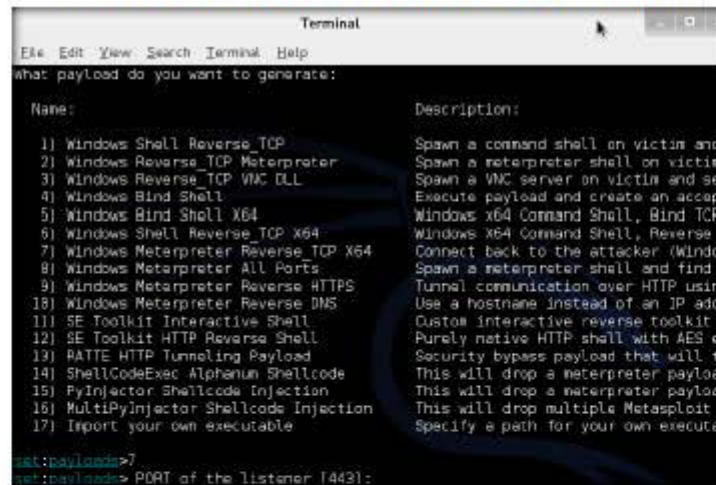 Terminal
File Edit View Search Terminal Help
What payload do you want to generate:
Name: Description:
1) Windows Shell Reverse_TCP Spawn a command shell on victim and
2) Windows Reverse_TCP Meterpreter Spawn a meterpreter shell on victim
3) Windows Reverse_TCP VNC DLL Spawn a VNC server on victim and se
4) Windows Bind Shell Execute payload and create an accep
5) Windows Bind Shell X64 Windows x64 Command Shell, Bind TCP
6) Windows Shell Reverse_TCP X64 Windows X64 Command Shell, Reverse
7) Windows Meterpreter Reverse_TCP X64 Connect back to the attacker (Windo
8) Windows Meterpreter All Ports Spawn a meterpreter shell and find
9) Windows Meterpreter Reverse HTTPS Tunnel communication over HTTP usin
10) Windows Meterpreter Reverse DNS Use a hostname instead of an IP add
11) SE Toolkit Interactive Shell Custom interactive reverse toolkit
12) SE Toolkit HTTP Reverse Shell Purely native HTTP shell with AES e
13) RATTE HTTP Tunneling Payload Security bypass payload that will t
14) ShellCodeExec Alphanum Shellcode This will drop a meterpreter payloa
15) PyInjector Shellcode Injection This will drop a meterpreter payloa
16) MultiPyInjector Shellcode Injection This will drop multiple Metasploit
17) Import your own executable Specify a path for your own executa
set:payloads>7
set:payloads> PORT of the listener [443]: